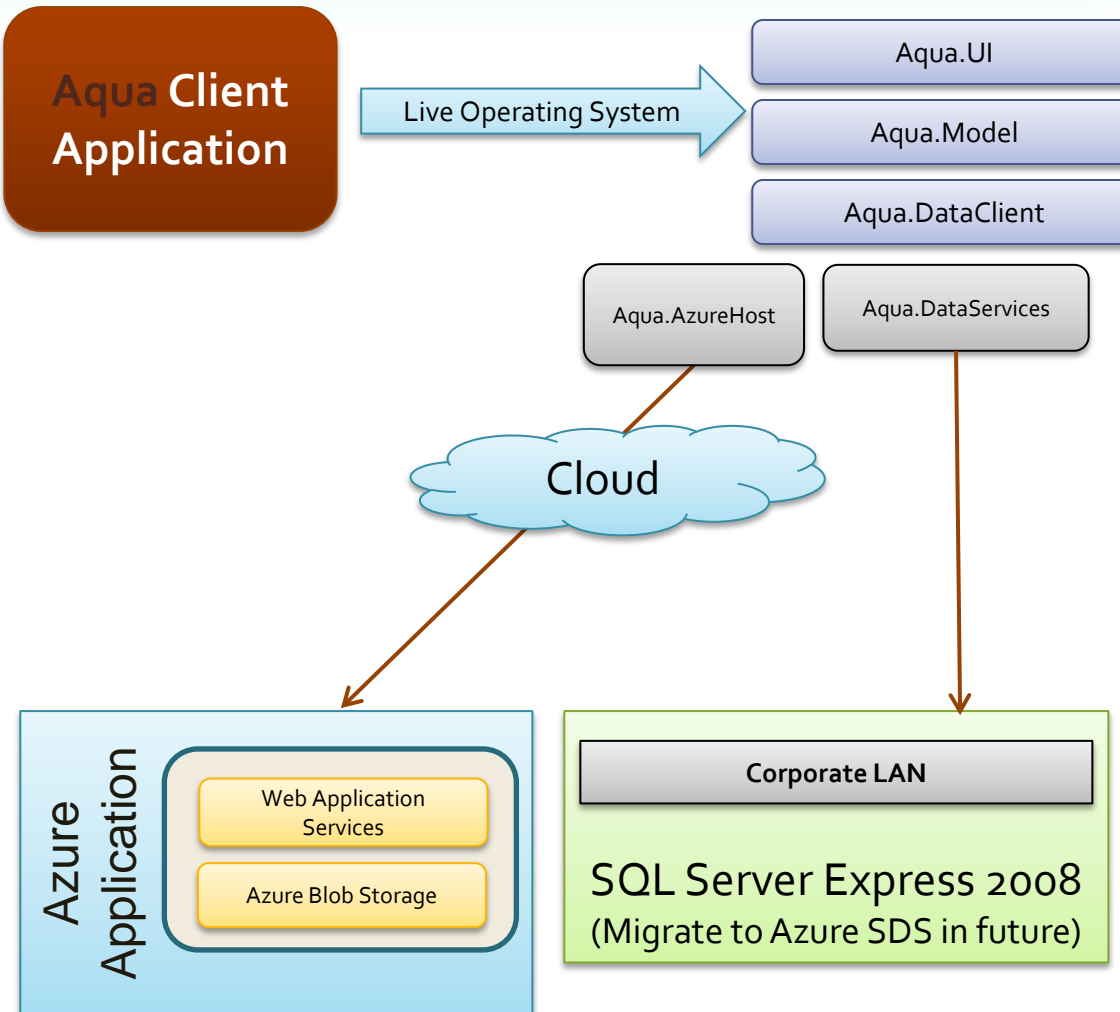 Aqua Client
Application
Live Operating System
Aqua.UI
Aqua.Model
Aqua.DataClient
Aqua.AzureHost
Aqua.DataServices
Cloud
Azure
Application
Web Application
Services
Azure Blob Storage
Corporate LAN
SQL Server Express 2008
(Migrate to Azure SDS in future)